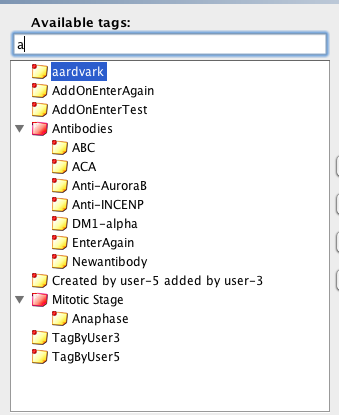 Available tags:
a
aardvark
AddOnEnterAgain
AddOnEnterTest
Antibodies
ABC
ACA
Anti-AuroraB
Anti-INCENP
DM1-alpha
EnterAgain
Newantibody
Created by user-5 added by user-3
Mitotic Stage
Anaphase
TagByUser3
TagByUser5